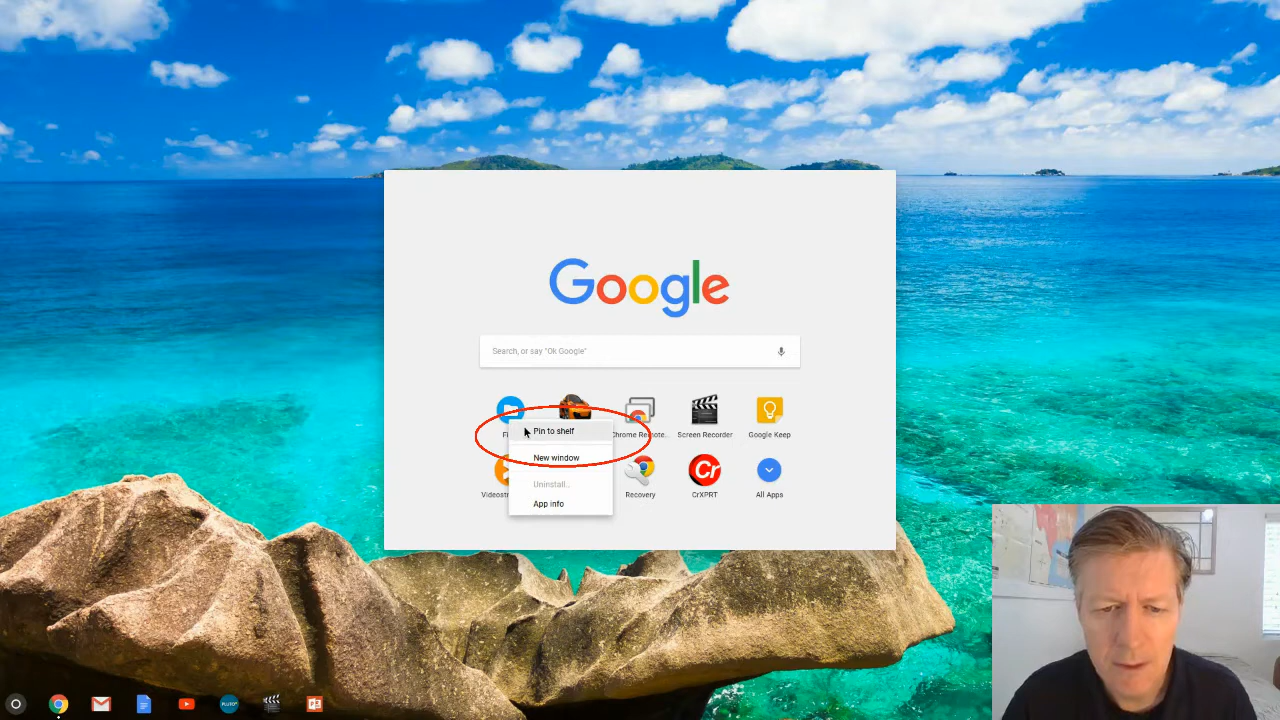 Google
Search, or say "Ok Google"
Pin to shelf
Chrome Remote..
Screen Recorder
Google Keep
New window
Uninstall..
App info
Recovery
CrXPRT
All Apps
Cr